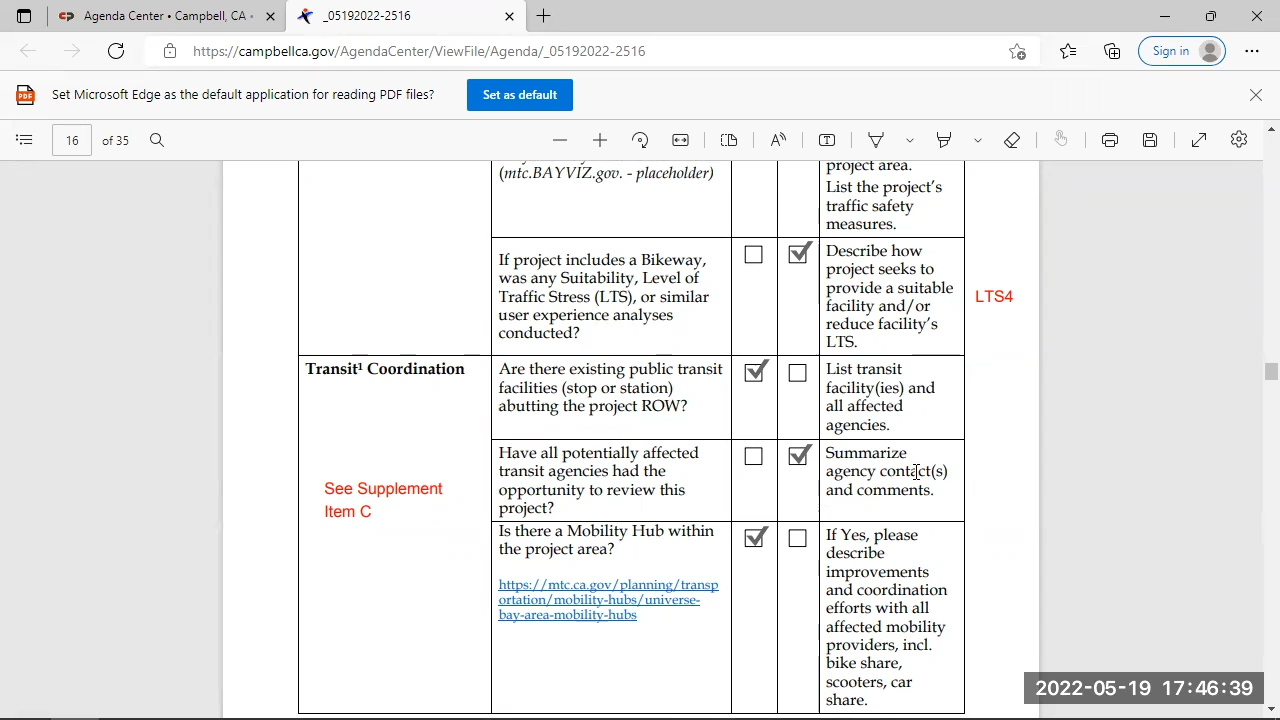 Agenda Center • Campbell, CA •
_05192022-2516
https://campbellca.gov/AgendaCenter/ViewFile/Agenda/_05192022-2516
Sign in
PDF
Set Microsoft Edge as the default application for reading PDF files?
Set as default
16 of 35
(mtc.BAYVIZ.gov. - placeholder)
project area.
List the project's
traffic safety
measures.
If project includes a Bikeway,
was any Suitability, Level of
Traffic Stress (LTS), or similar
user experience analyses
conducted?
Describe how
project seeks to
provide a suitable
facility and/or
reduce facility's
LTS.
LTS4
Transit¹ Coordination
See Supplement
Item C
Are there existing public transit
facilities (stop or station)
abutting the project ROW?
List transit
facility(ies) and
all affected
agencies.
Have all potentially affected
transit agencies had the
opportunity to review this
project?
Summarize
agency contact(s)
and comments.
Is there a Mobility Hub within
the project area?
https://mtc.ca.gov/planning/transp
ortation/mobility-hubs/universe-
bay-area-mobility-hubs
If Yes, please
describe
improvements
and coordination
efforts with all
affected mobility
providers, incl.
bike share,
scooters, car
share.
2022-05-19 17:46:39